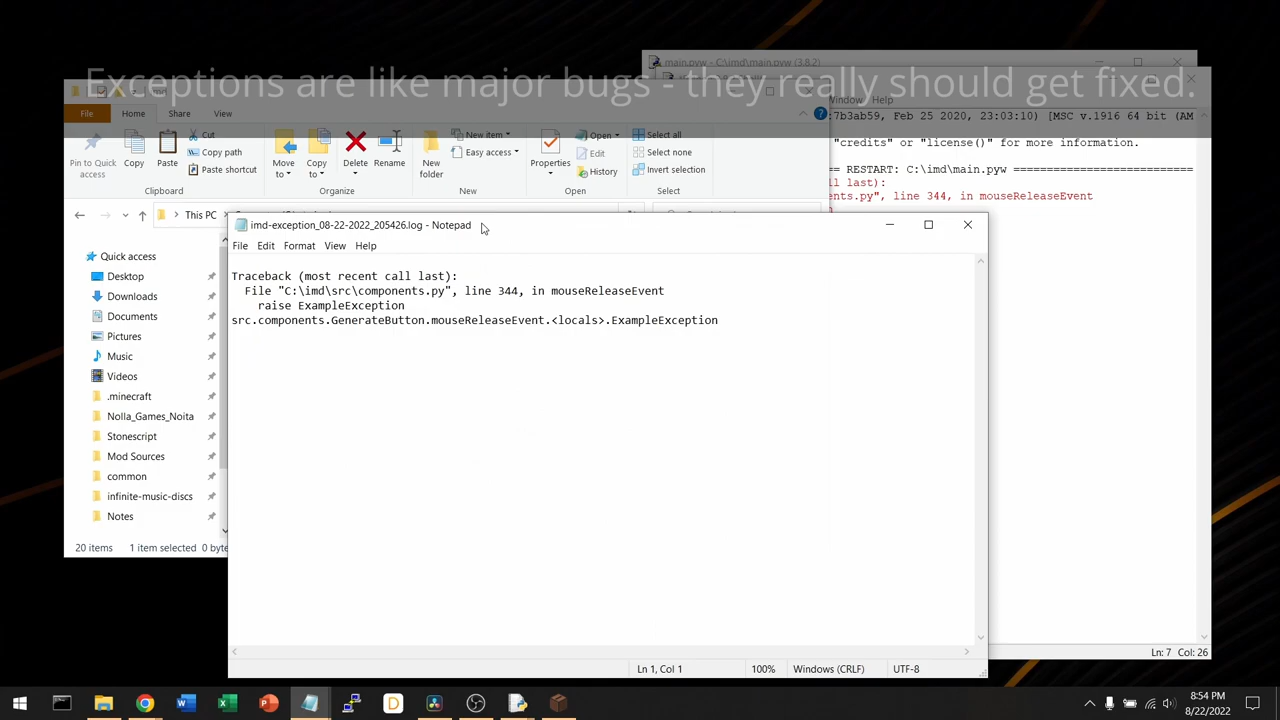 Exceptions are like major bugs - they really should get fixed.
main.pyw - C:\imd\main.pyw (3.8.2)
File
Home
Share
View
Window Help
:7b3ab59, Feb 25 2020, 23:03:10) [MSC v.1916 64 bit (AM
"credits" or "license()" for more information.
== RESTART: C:\imd\main.pyw =========================
ll last):
nts.py", line 344, in mouseReleaseEvent
Pin to Quick access
Copy
Paste
Cut
Copy path
Paste shortcut
Clipboard
Move to
Copy to
Delete
Rename
Organize
New folder
New item
Easy access
New
Properties
Open
Edit
History
Open
Select all
Select none
Invert selection
Select
This PC
imd-exception_08-22-2022_205426.log - Notepad
File Edit Format View Help
Traceback (most recent call last):
File "C:\imd\src\components.py", line 344, in mouseReleaseEvent
raise ExampleException
src.components.GenerateButton.mouseReleaseEvent.<locals>.ExampleException
Quick access
Desktop
Downloads
Documents
Pictures
Music
Videos
.minecraft
Nolla_Games_Noita
Stonescript
Mod Sources
common
infinite-music-discs
Notes
20 items 1 item selected 0 byte
Ln 1, Col 1
100%
Windows (CRLF)
UTF-8
Ln: 7 Col: 26
8:54 PM
8/22/2022